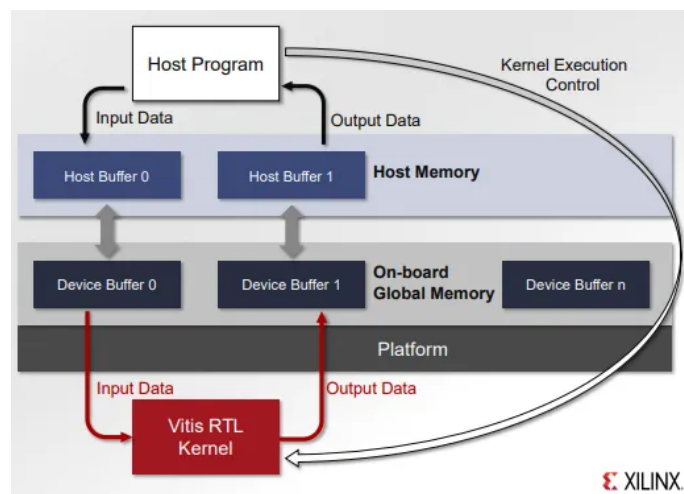 Host Program
Kernel Execution
Control
Input Data
Output Data
Host Buffer 0
Host Buffer 1
Host Memory
Device Buffer 0
Device Buffer 1
On-board
Global Memory
Device Buffer n
Platform
Input Data
Output Data
Vitis RTL
Kernel
XILINX.